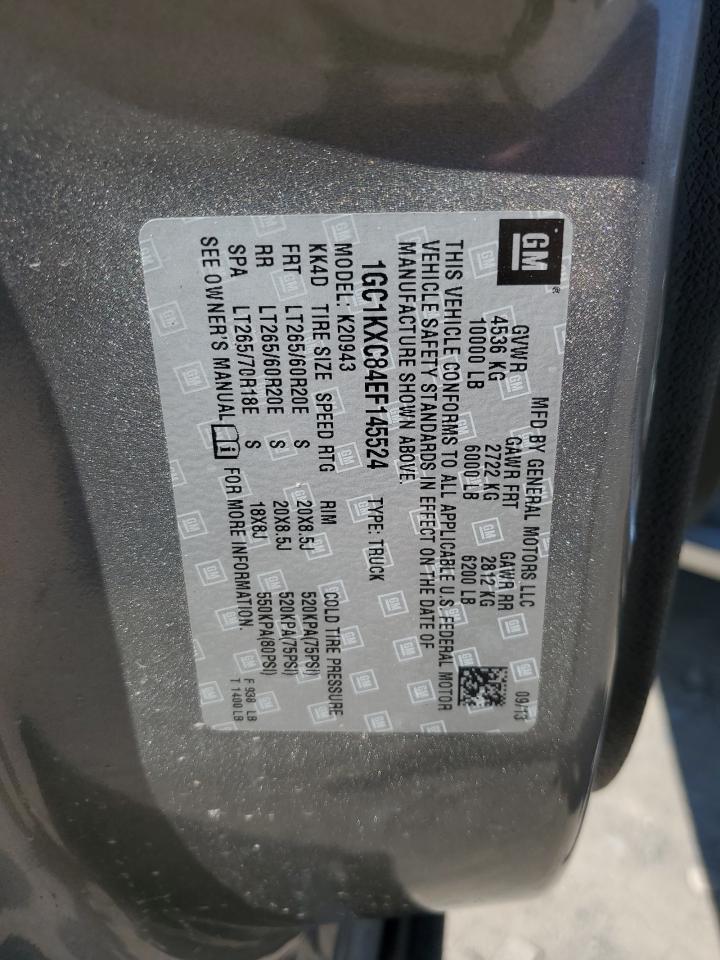 GM
MFD BY GENERAL MOTORS LLC 09/13
GVWR GAWR FRT GAWR RR
4536 KG 2722 KG 2812 KG
10000 LB 6000 LB 6200 LB
THIS VEHICLE CONFORMS TO ALL APPLICABLE U.S. FEDERAL MOTOR
VEHICLE SAFETY STANDARDS IN EFFECT ON THE DATE OF
MANUFACTURE SHOWN ABOVE.
1GC1KXC84EF145524 TYPE: TRUCK
MODEL: K20943
KK4D TIRE SIZE SPEED RTG RIM COLD TIRE PRESSURE
FRT LT265/60R20E S 20X8.5J 520KPA(75PSI)
RR LT265/60R20E S 20X8.5J 520KPA(75PSI)
SPA LT265/70R18E S 18X8J 550KPA(80PSI)
SEE OWNER'S MANUAL i FOR MORE INFORMATION.
F 938 LB
T 1400 LB